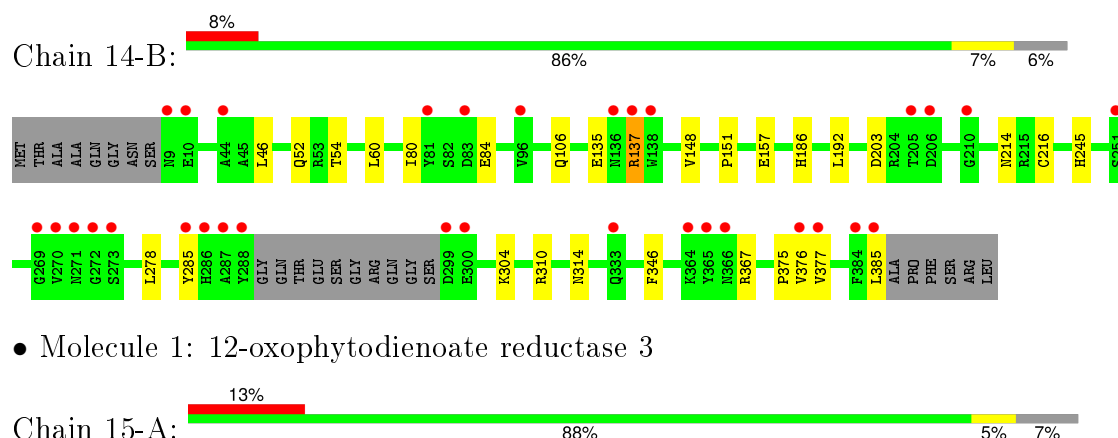 8%
Chain 14-B:
86% 7% 6%
MET THR ALA ALA GLN GLY ASN SER N9 E10 A44 A45 L46 Q52 R53 T54 L60 I80 Y81 S82 D83 E84 V96 Q106 E135 N136 R137 W138 V148 P151 E157 H186 L192 D203 R204 T205 D206 G210 N214 R215 C216 H245 S251
G269 V270 N271 G272 S273 L278 Y285 H286 A287 Y288 GLY GLN THR GLU SER GLY ARG GLN GLY SER D299 E300 K304 R310 N314 Q333 F346 K364 Y365 N366 R367 P375 V376 V377 F384 L385 ALA PRO PHE SER ARG LEU
• Molecule 1: 12-oxophytodienoate reductase 3
13%
Chain 15-A:
88% 5% 7%